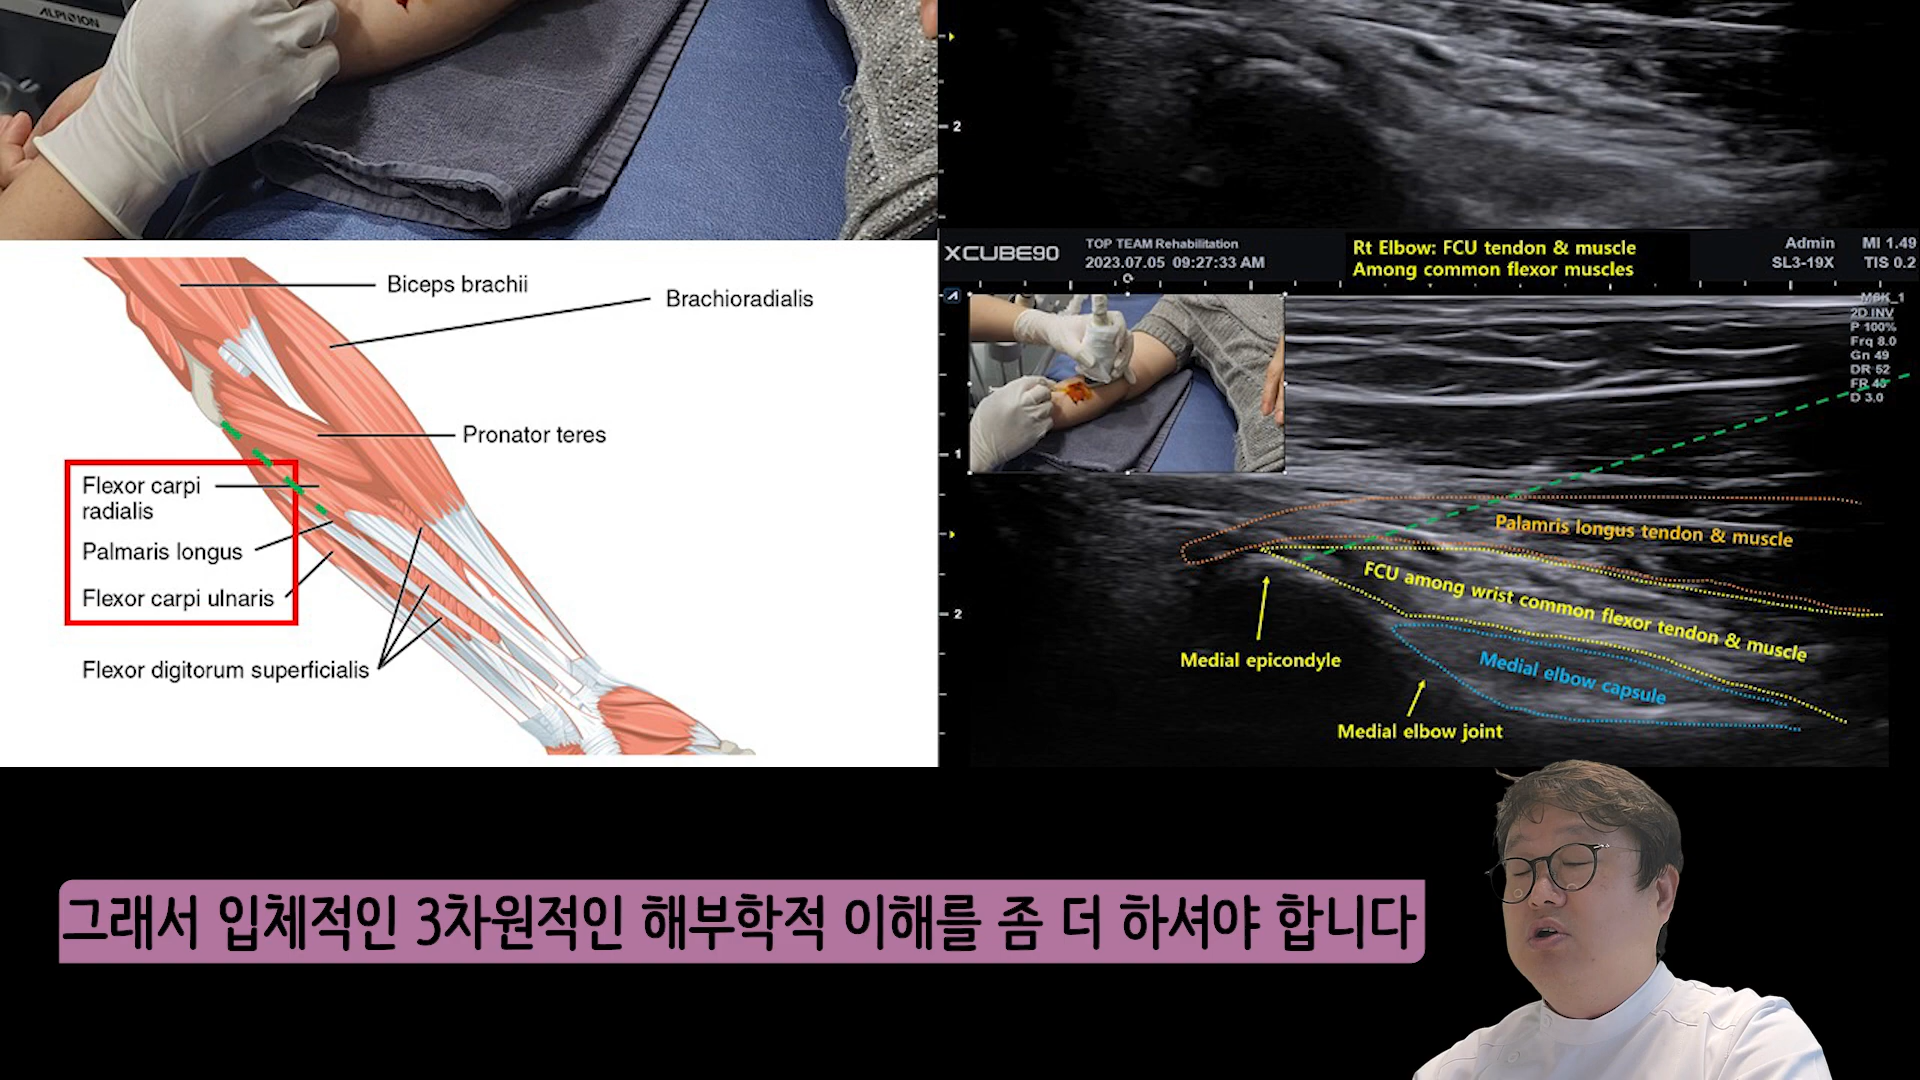 ALPINION
2
XCUBE90
TOP TEAM Rehabilitation
2023.07.05 09:27:33 AM
Rt Elbow: FCU tendon & muscle
Among common flexor muscles
Admin
SL3-19X
MI 1.49
TIS 0.2
MSK_1
2D INV
P 100%
Frq 8.0
Gn 49
DR 52
D 3.0
1
2
Palamris longus tendon & muscle
FCU among wrist common flexor tendon & muscle
Medial elbow capsule
Medial epicondyle
Medial elbow joint
Biceps brachii
Brachioradialis
Pronator teres
Flexor carpi
radialis
Palmaris longus
Flexor carpi ulnaris
Flexor digitorum superficialis
그래서 입체적인 3차원적인 해부학적 이해를 좀 더 하셔야 합니다